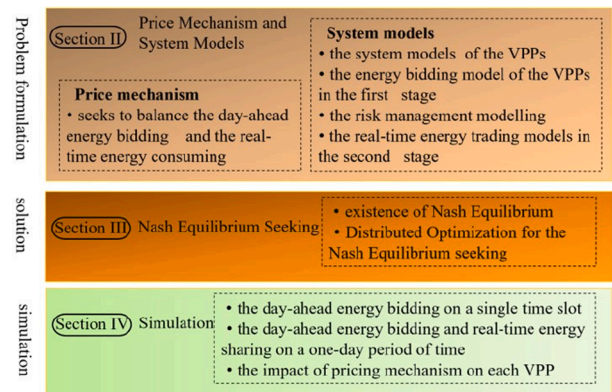 Problem formulation
Section II
Price Mechanism and
System Models
Price mechanism
• seeks to balance the day-ahead
energy bidding and the real-
time energy consuming
System models
• the system models of the VPPs
• the energy bidding model of the VPPs
in the first stage
• the risk management modelling
• the real-time energy trading models in
the second stage
solution
Section III
Nash Equilibrium Seeking
• existence of Nash Equilibrium
• Distributed Optimization for the
Nash Equilibrium seeking
simulation
Section IV
Simulation
• the day-ahead energy bidding on a single time slot
• the day-ahead energy bidding and real-time energy
sharing on a one-day period of time
• the impact of pricing mechanism on each VPP